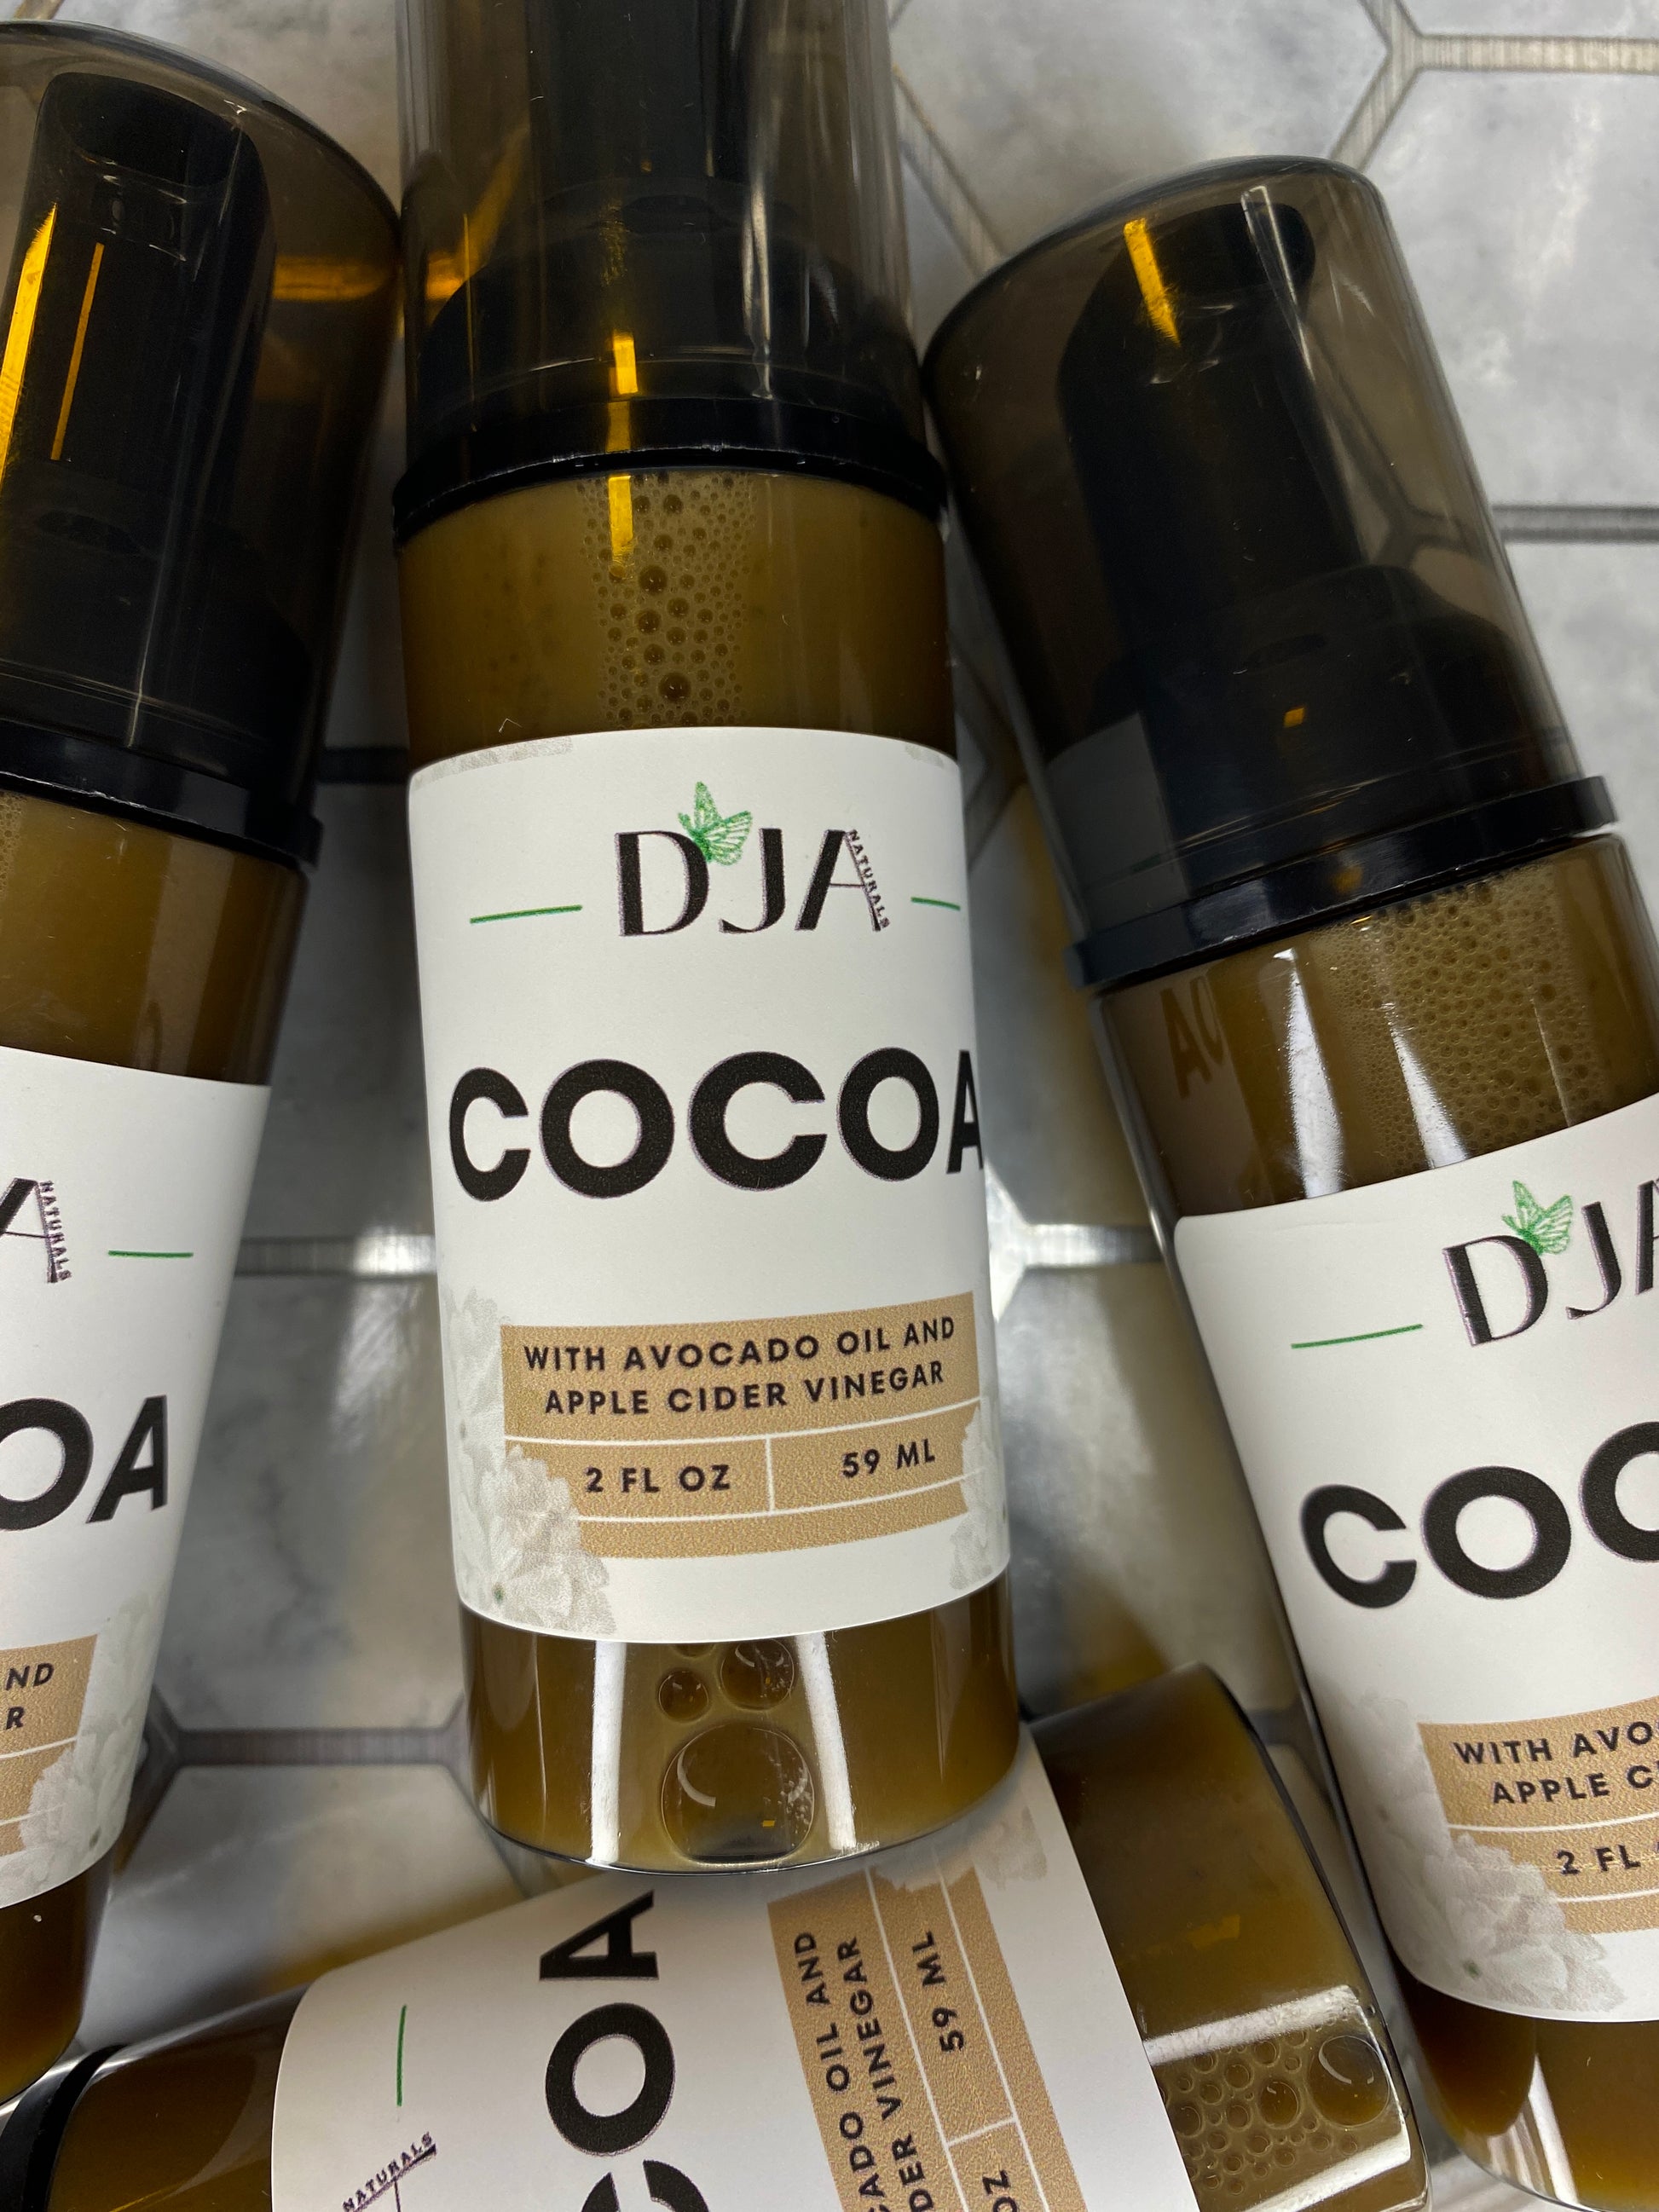 DJA
NATURALS
COCOA
WITH AVOCADO OIL AND
APPLE CIDER VINEGAR
2 FL OZ
59 ML
A
NATURALS
OA
ND
R
DJA
COC
WITH AVO
APPLE C
2 FL
NATURALS
COA
CADO OIL AND
DER VINEGAR
OZ
59 ML